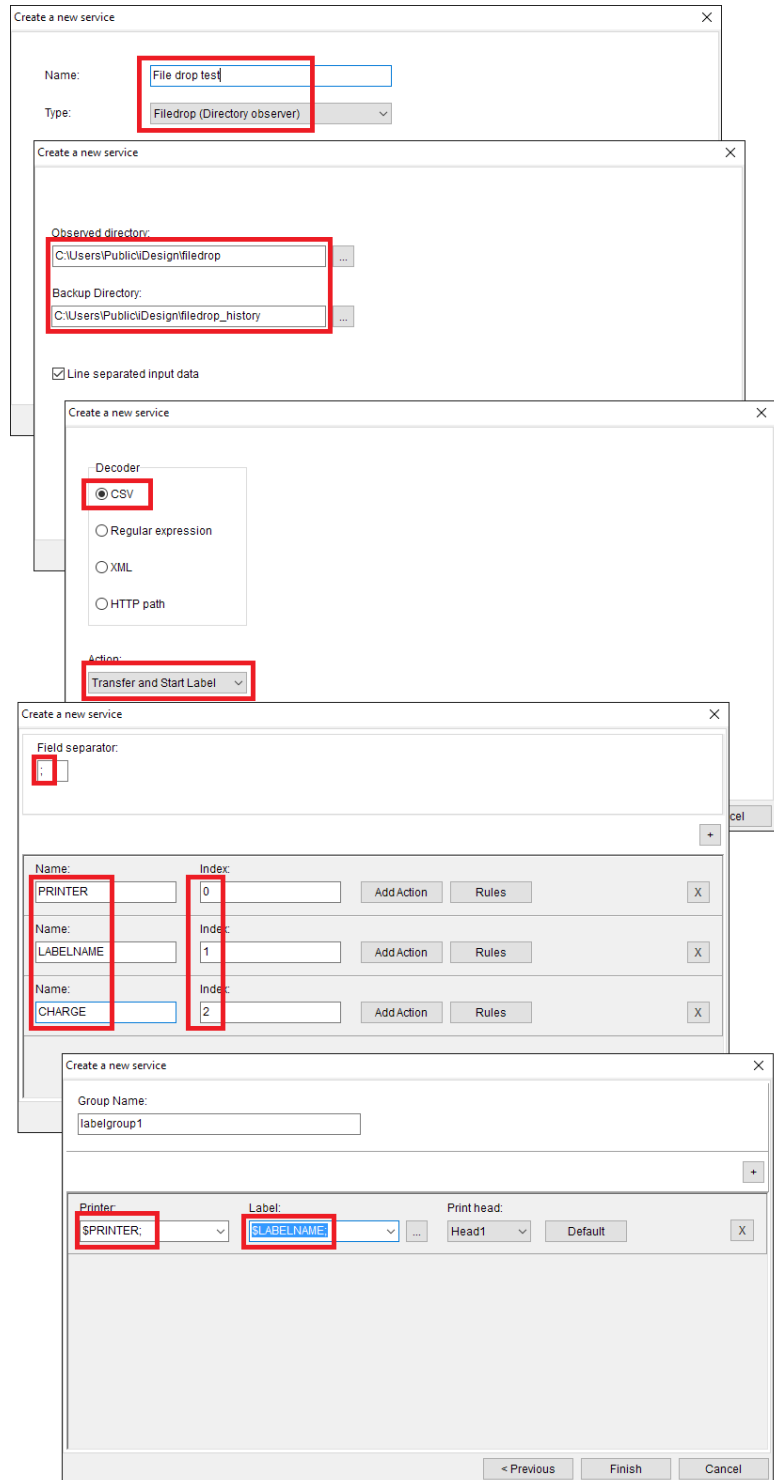 Create a new service
Name: File drop test
Type: Filedrop (Directory observer)
Create a new service
Observed directory:
C:\Users\Public\iDesign\filedrop ...
Backup Directory:
C:\Users\Public\iDesign\filedrop_history ...
Line separated input data
Create a new service
Decoder
CSV
Regular expression
XML
HTTP path
Action:
Transfer and Start Label
Create a new service
Field separator:
;
cel
+
Name: Index:
PRINTER 0 Add Action Rules X
Name: Index:
LABELNAME 1 Add Action Rules X
Name: Index:
CHARGE 2 Add Action Rules X
Create a new service
Group Name:
labelgroup1
+
Printer: Label: Print head:
$PRINTER; $LABELNAME; ... Head1 Default X
< Previous Finish Cancel